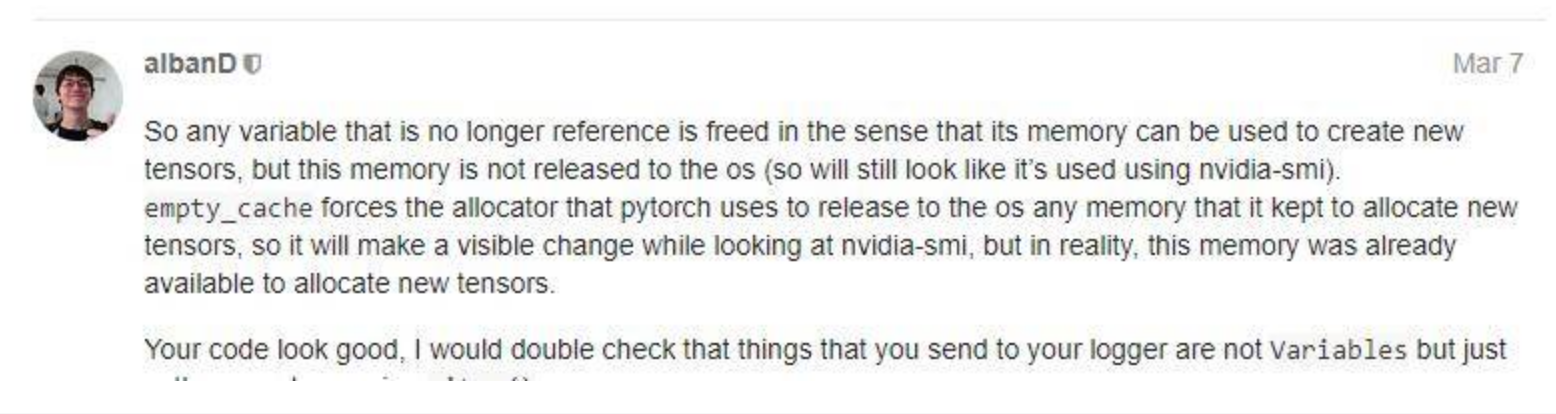 albanD
Mar 7
So any variable that is no longer reference is freed in the sense that its memory can be used to create new
tensors, but this memory is not released to the os (so will still look like it's used using nvidia-smi).
empty_cache forces the allocator that pytorch uses to release to the os any memory that it kept to allocate new
tensors, so it will make a visible change while looking at nvidia-smi, but in reality, this memory was already
available to allocate new tensors.
Your code look good, I would double check that things that you send to your logger are not Variables but just